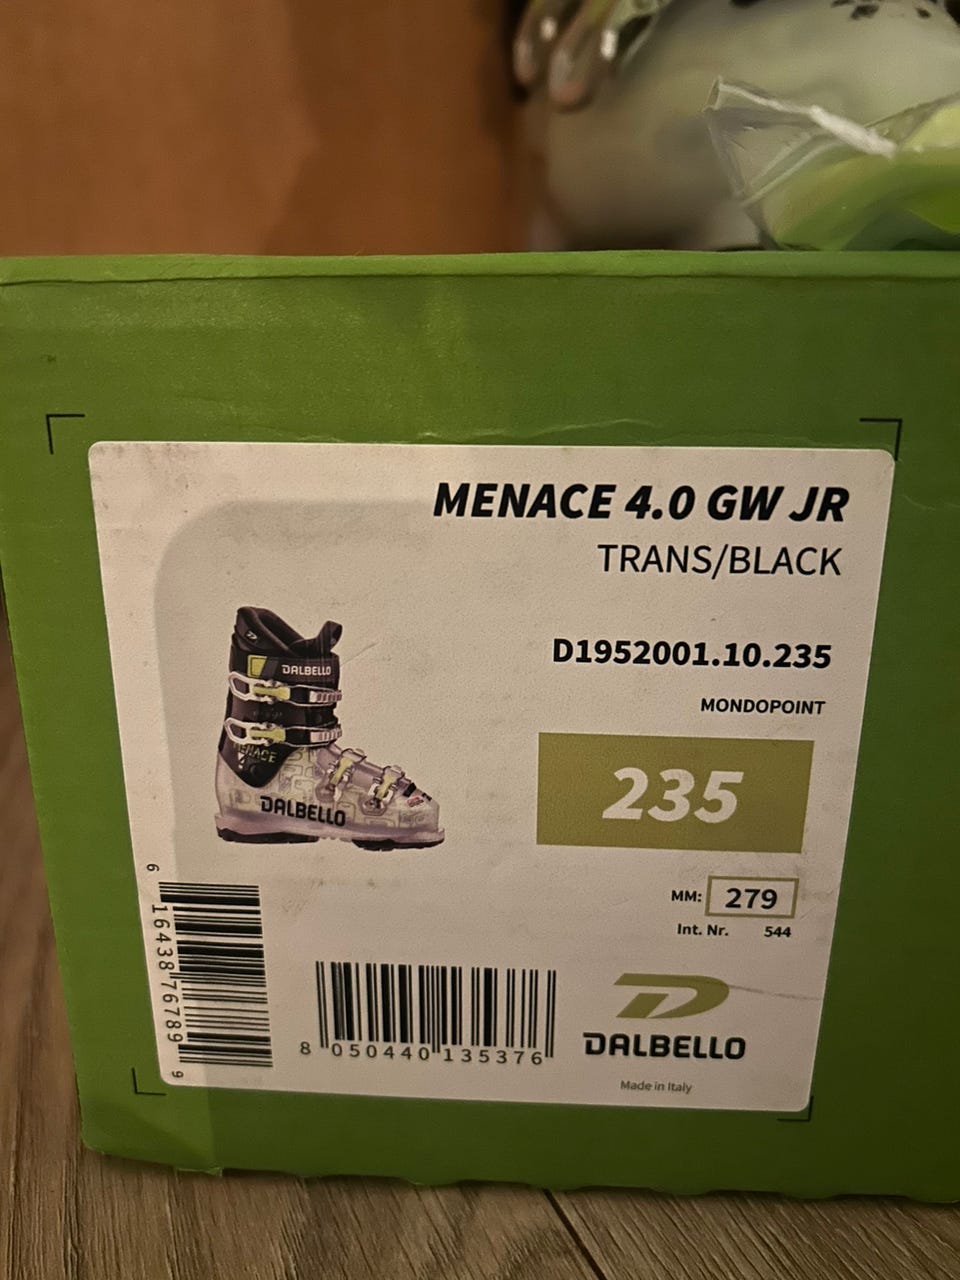 MENACE 4.0 GW JR
TRANS/BLACK
D1952001.10.235
MONDOPOINT
235
DALBELLO
MENACE
DALBELLO
MM: 279
Int. Nr. 544
6 16438 76789 9
8 050440 135376
DALBELLO
Made in Italy